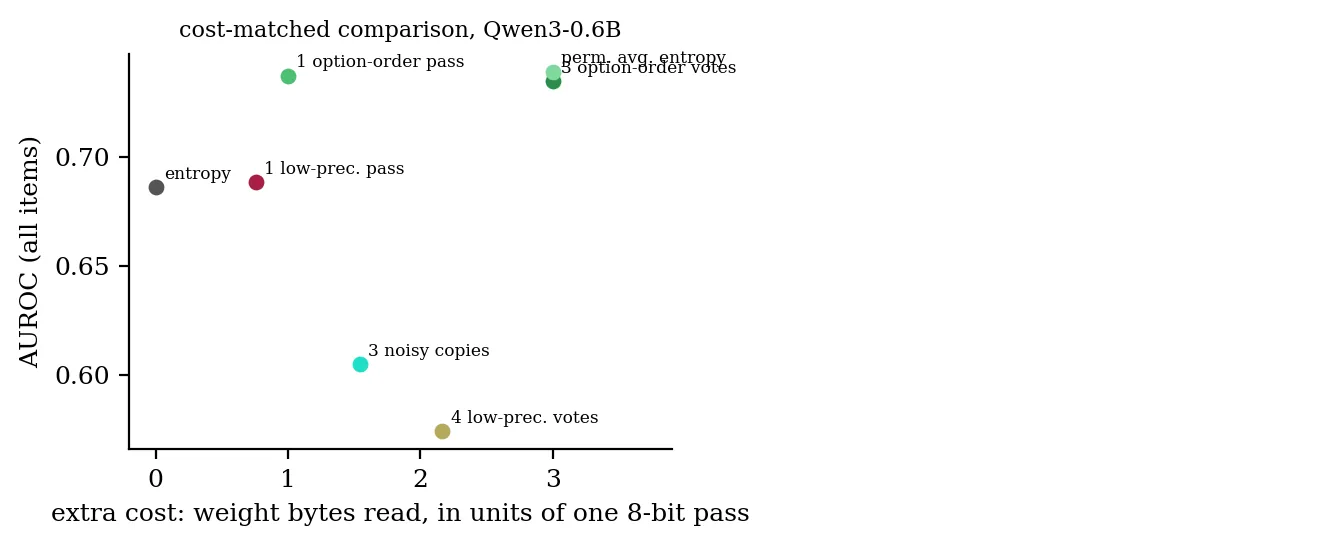 cost-matched comparison, Qwen3-0.6B
perm. avg. entropy
1 option-order pass
3 option-order votes
0.70
1 low-prec. pass
entropy
0.65
3 noisy copies
0.60
4 low-prec. votes
AUROC (all items)
0 1 2 3
extra cost: weight bytes read, in units of one 8-bit pass